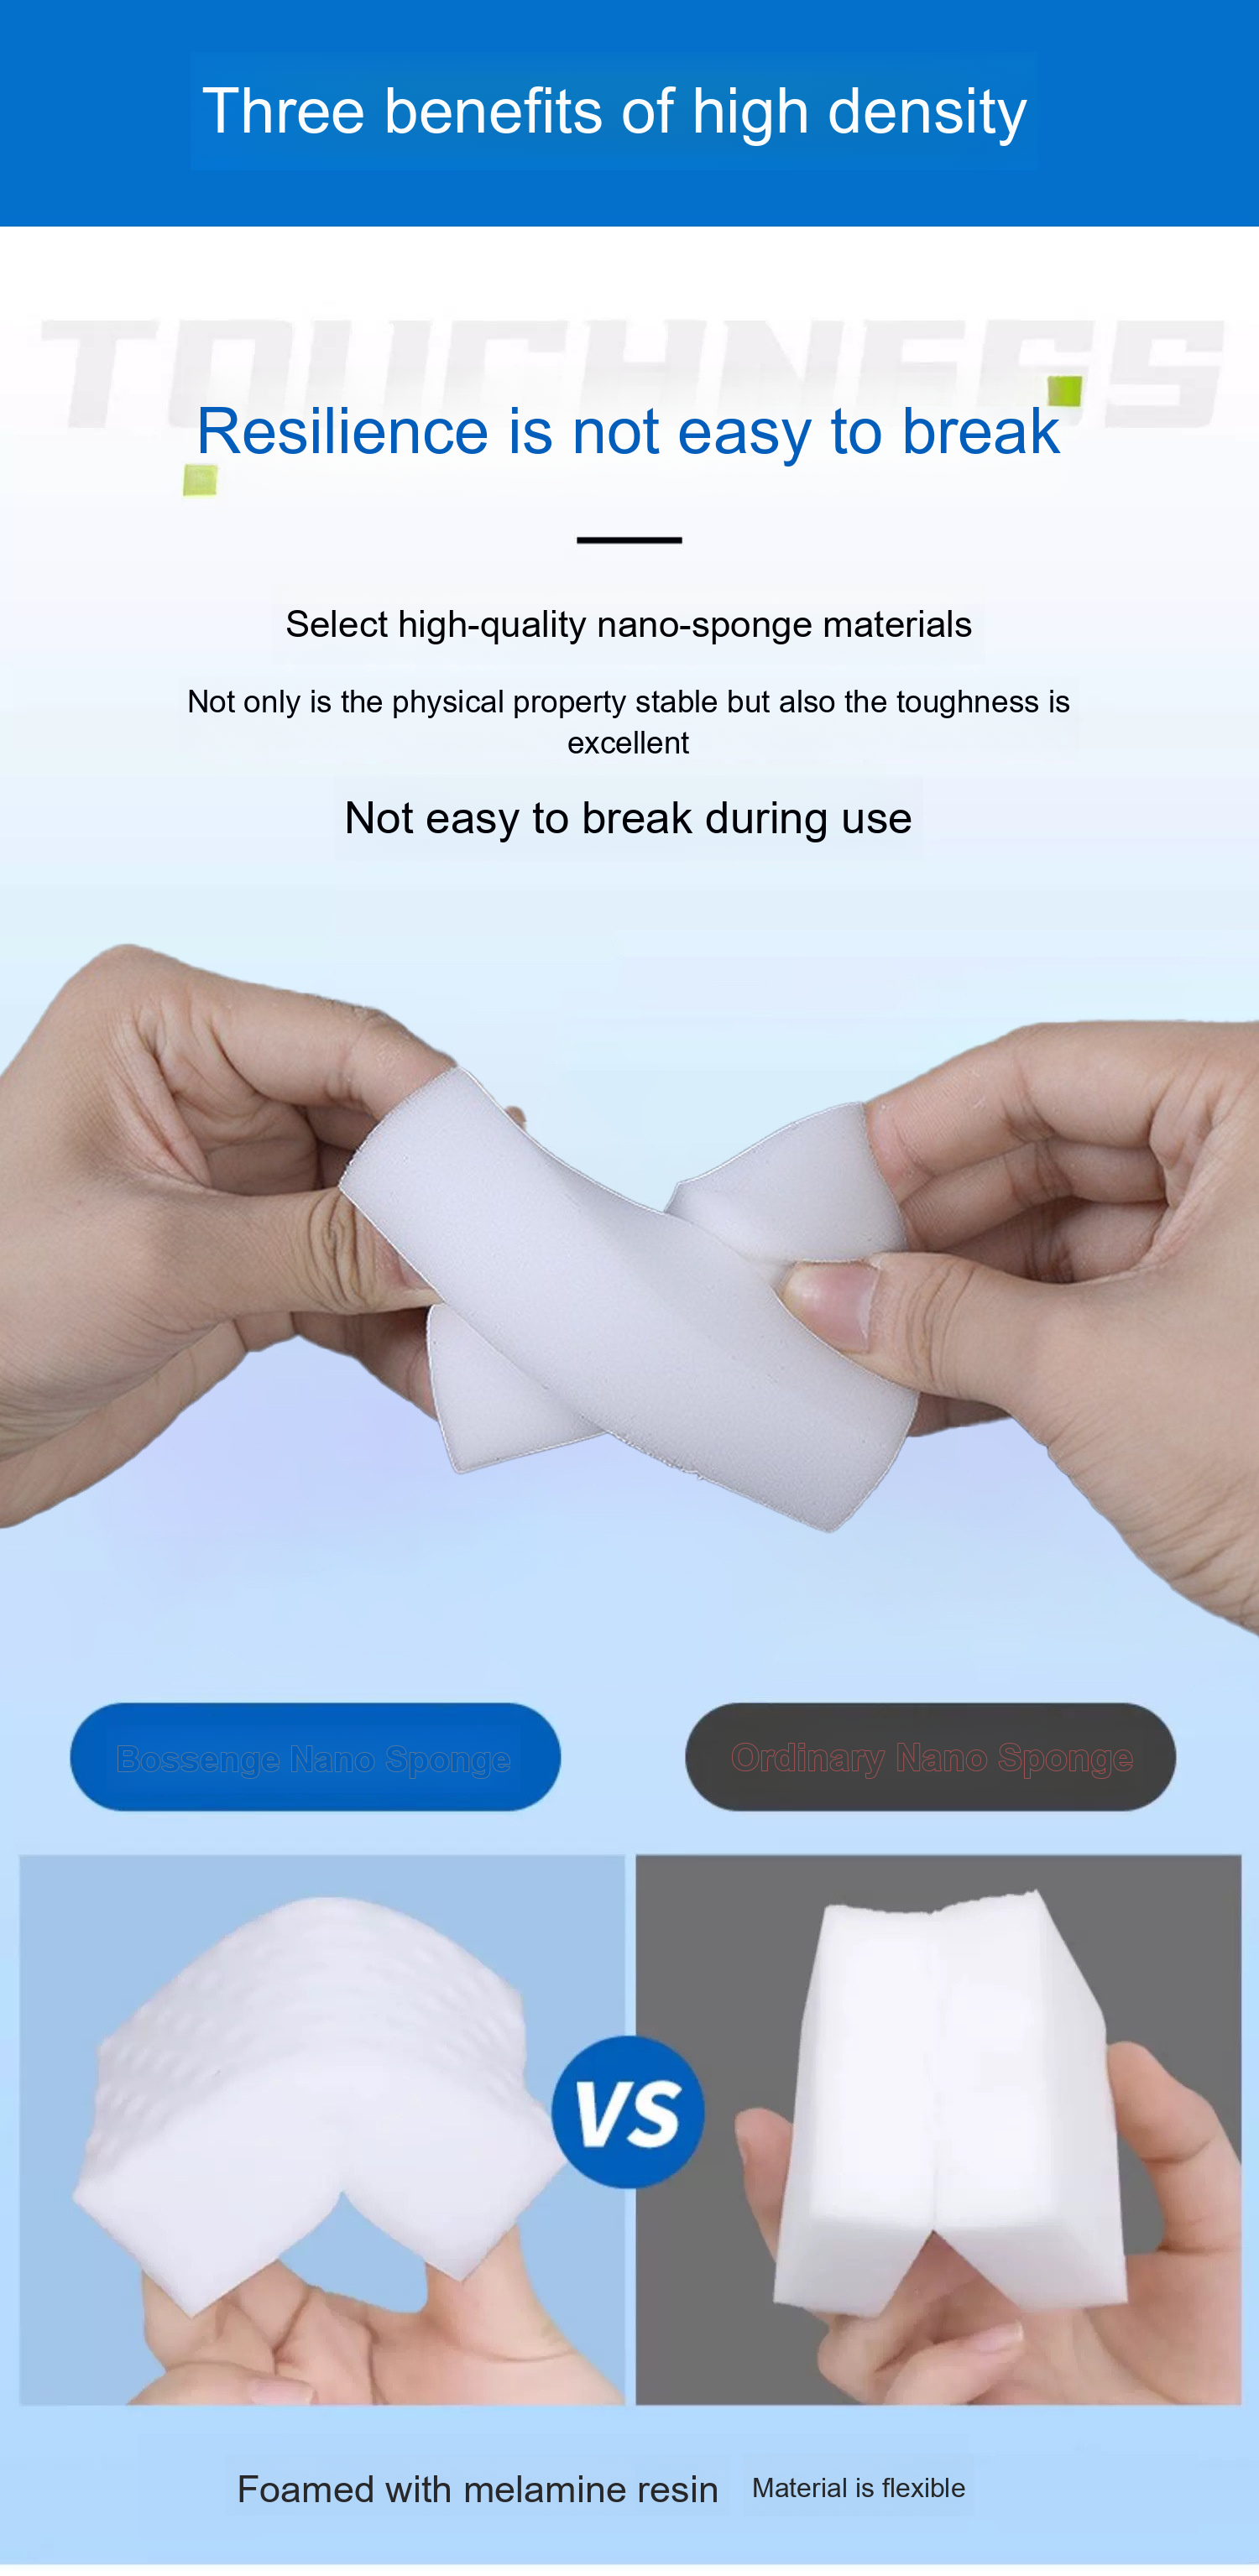 Three benefits of high density
TOUGHNESS
Resilience is not easy to break
Select high-quality nano-sponge materials
Not only is the physical property stable but also the toughness is
excellent
Not easy to break during use
Bossenge Nano Sponge
Ordinary Nano Sponge
VS
Foamed with melamine resin
Material is flexible